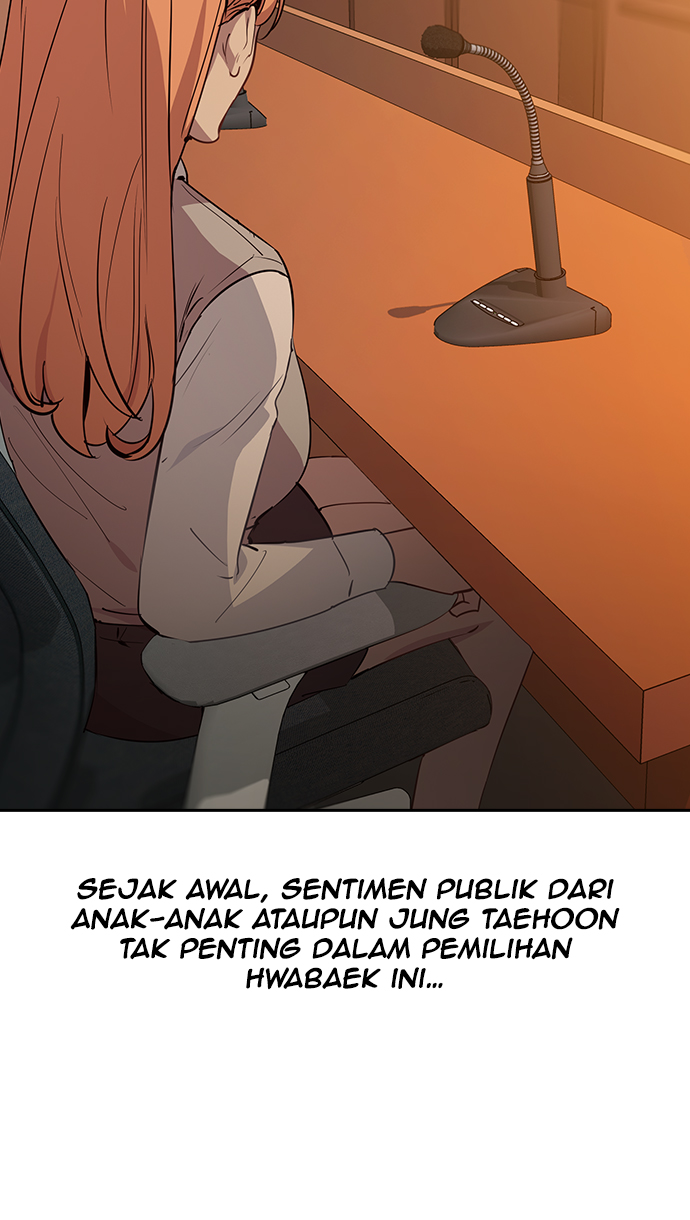 SEJAK AWAL, SENTIMEN PUBLIK DARI
ANAK-ANAK ATAUPUN JUNG TAEHOON
TAK PENTING DALAM PEMILIHAN
HWABAEK INI...